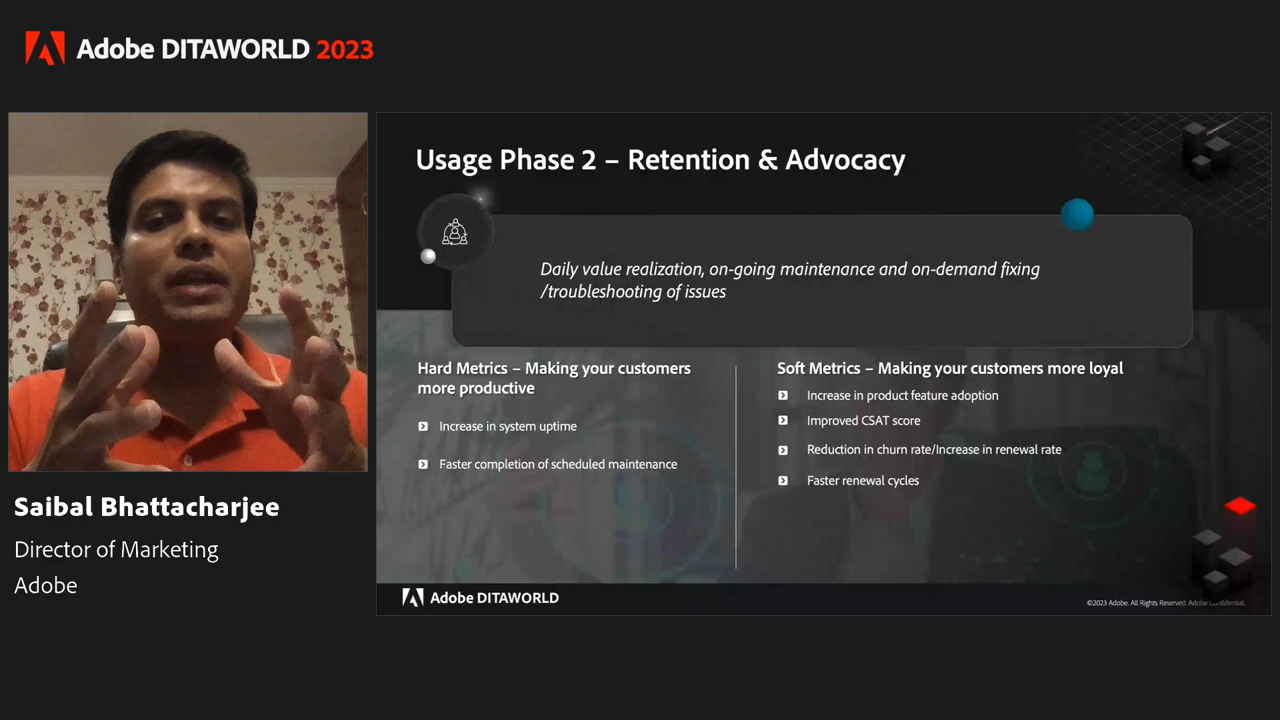 Adobe DITAWORLD 2023
Usage Phase 2 – Retention & Advocacy
Daily value realization, on-going maintenance and on-demand fixing
/troubleshooting of issues
Hard Metrics – Making your customers
more productive
Increase in system uptime
Faster completion of scheduled maintenance
Soft Metrics – Making your customers more loyal
Increase in product feature adoption
Improved CSAT score
Reduction in churn rate/Increase in renewal rate
Faster renewal cycles
Saibal Bhattacharjee
Director of Marketing
Adobe
Adobe DITAWORLD
©2023 Adobe. All Rights Reserved. Adobe Confidential.